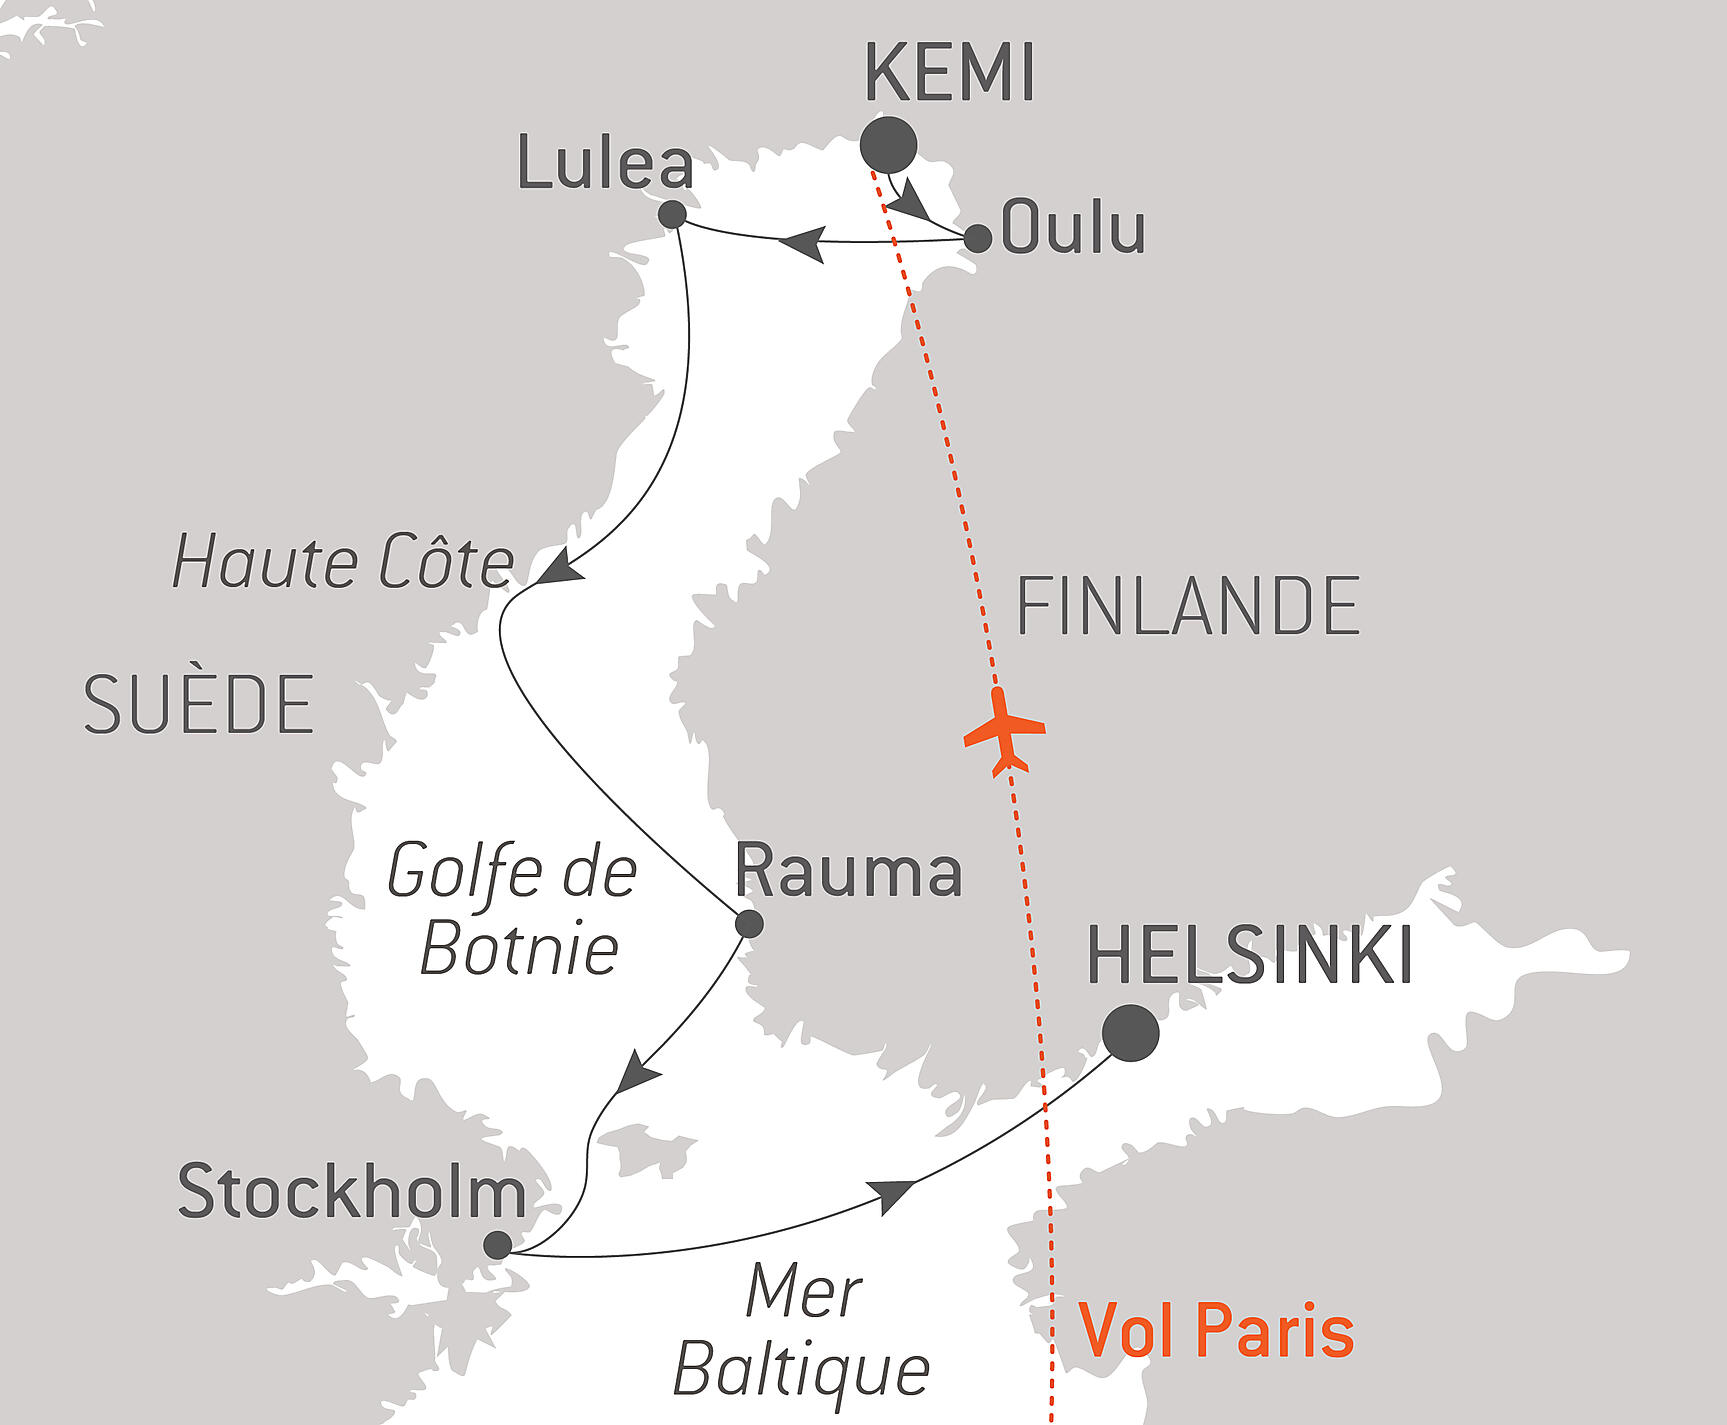 KEMI
Lulea
Oulu
Haute Côte
FINLANDE
SUÈDE
Golfe de
Botnie
Rauma
HELSINKI
Stockholm
Mer
Baltique
Vol Paris